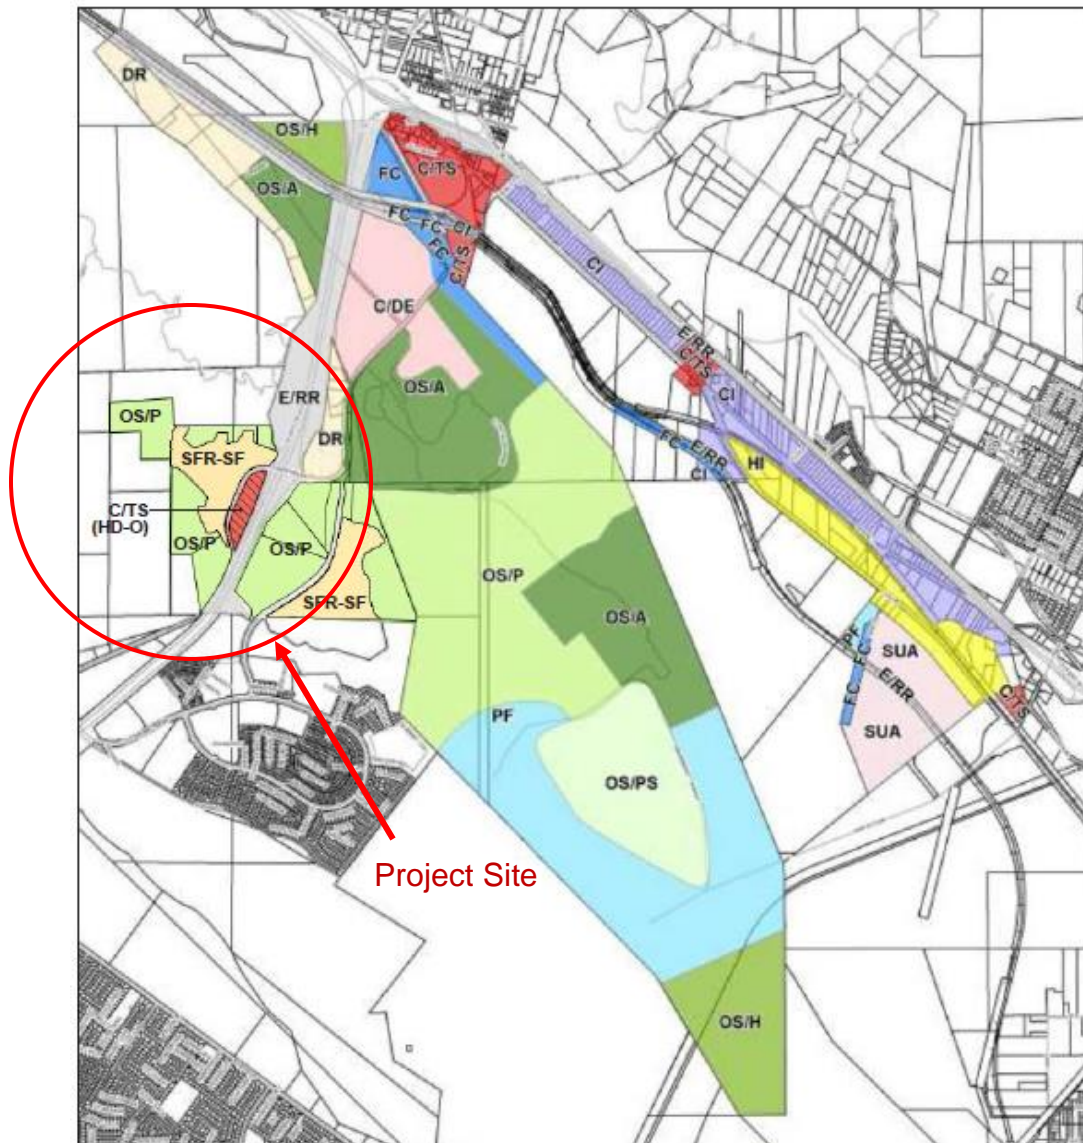 DR
OS/H
OS/A
FC
C/TS
FC
FC
CI
FC
C/TS
CI
C/DE
E/RR
C/TS
CI
OS/A
E/RR
DR
OS/P
SFR-SF
C/TS
(HD-O)
OS/P
OS/P
SFR-SF
FC
E/RR
CI
HI
OS/P
OS/A
PF
FC
SUA
E/RR
C/TS
SUA
PF
OS/PS
Project Site
OS/H